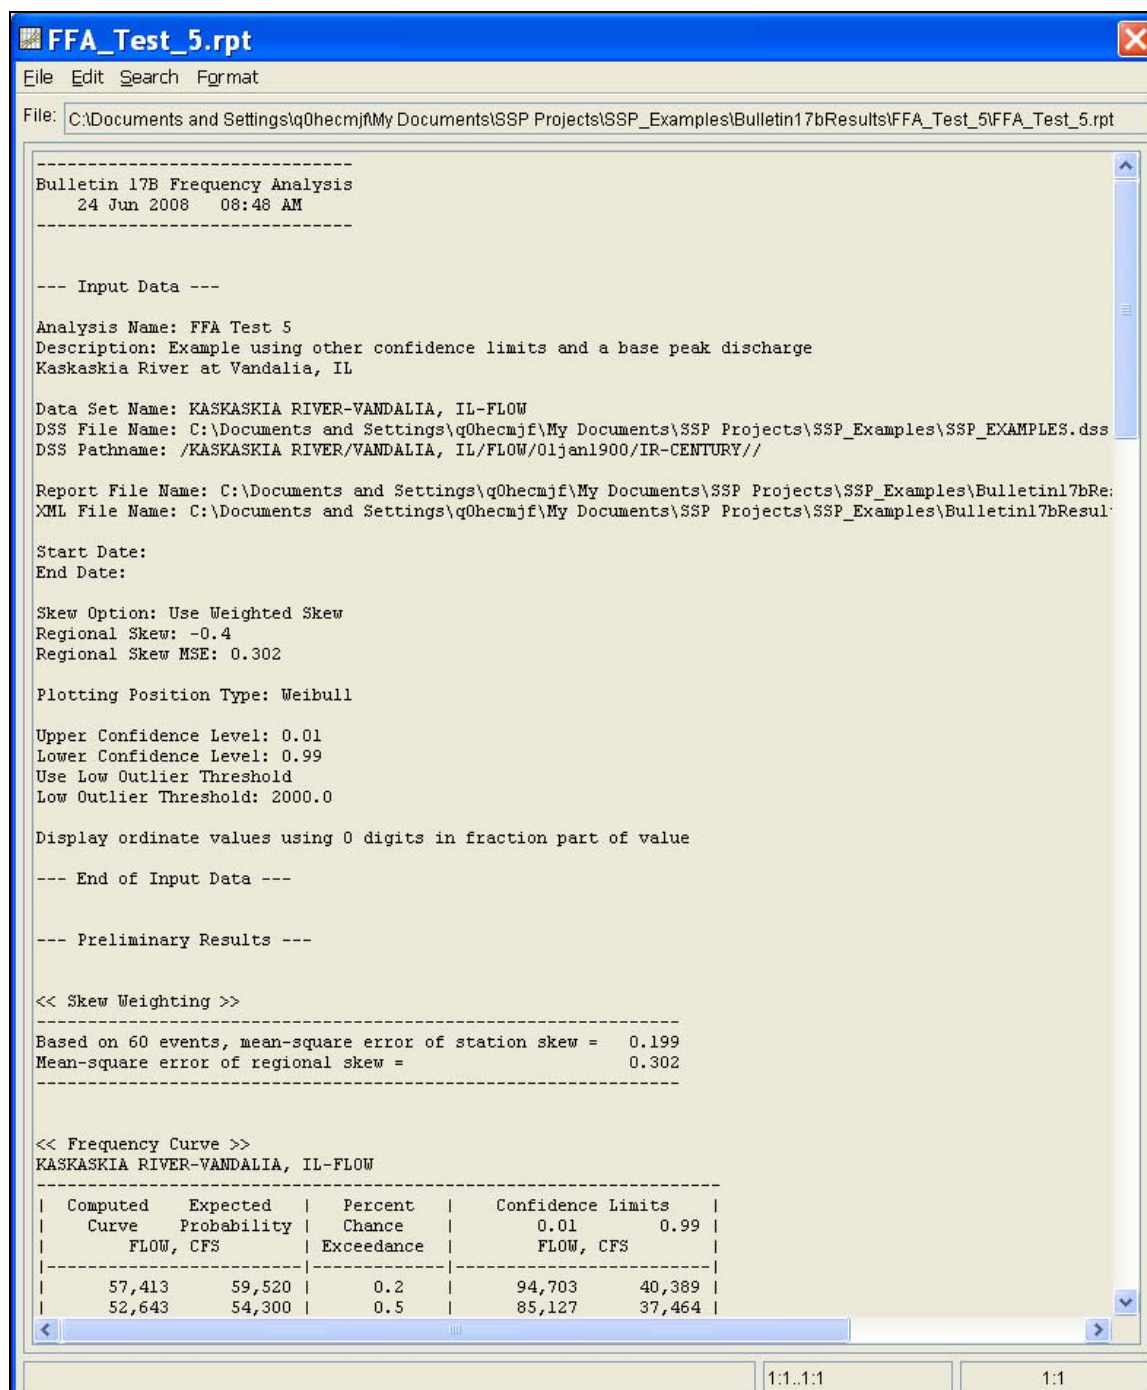 FFA_Test_5.rpt
File Edit Search Format
File: C:\Documents and Settings\q0hecmjf\My Documents\SSP Projects\SSP_Examples\Bulletin17bResults\FFA_Test_5\FFA_Test_5.rpt
-------------------------------
Bulletin 17B Frequency Analysis
24 Jun 2008 08:48 AM
-------------------------------
--- Input Data ---
Analysis Name: FFA Test 5
Description: Example using other confidence limits and a base peak discharge
Kaskaskia River at Vandalia, IL
Data Set Name: KASKASKIA RIVER-VANDALIA, IL-FLOW
DSS File Name: C:\Documents and Settings\q0hecmjf\My Documents\SSP Projects\SSP_Examples\SSP_EXAMPLES.dss
DSS Pathname: /KASKASKIA RIVER/VANDALIA, IL/FLOW/01jan1900/IR-CENTURY//
Report File Name: C:\Documents and Settings\q0hecmjf\My Documents\SSP Projects\SSP_Examples\Bulletin17bRe
XML File Name: C:\Documents and Settings\q0hecmjf\My Documents\SSP Projects\SSP_Examples\Bulletin17bResul
Start Date:
End Date:
Skew Option: Use Weighted Skew
Regional Skew: -0.4
Regional Skew MSE: 0.302
Plotting Position Type: Weibull
Upper Confidence Level: 0.01
Lower Confidence Level: 0.99
Use Low Outlier Threshold
Low Outlier Threshold: 2000.0
Display ordinate values using 0 digits in fraction part of value
--- End of Input Data ---
--- Preliminary Results ---
<< Skew Weighting >>
---------------------------------------------------------------
Based on 60 events, mean-square error of station skew = 0.199
Mean-square error of regional skew = 0.302
---------------------------------------------------------------
<< Frequency Curve >>
KASKASKIA RIVER-VANDALIA, IL-FLOW
-------------------------------------------------------------------
| Computed Expected | Percent | Confidence Limits |
| Curve Probability | Chance | 0.01 0.99 |
| FLOW, CFS | Exceedance | FLOW, CFS |
|--------------------------|-------------|-------------------------|
| 57,413 59,520 | 0.2 | 94,703 40,389 |
| 52,643 54,300 | 0.5 | 85,127 37,464 |
1:1..1:1 1:1